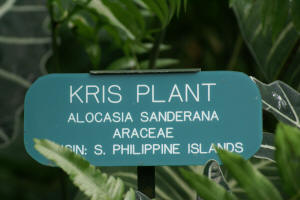 KRIS PLANT
ALOCASIA SANDERANA
ARACEAE
S. PHILIPPINE ISLANDS